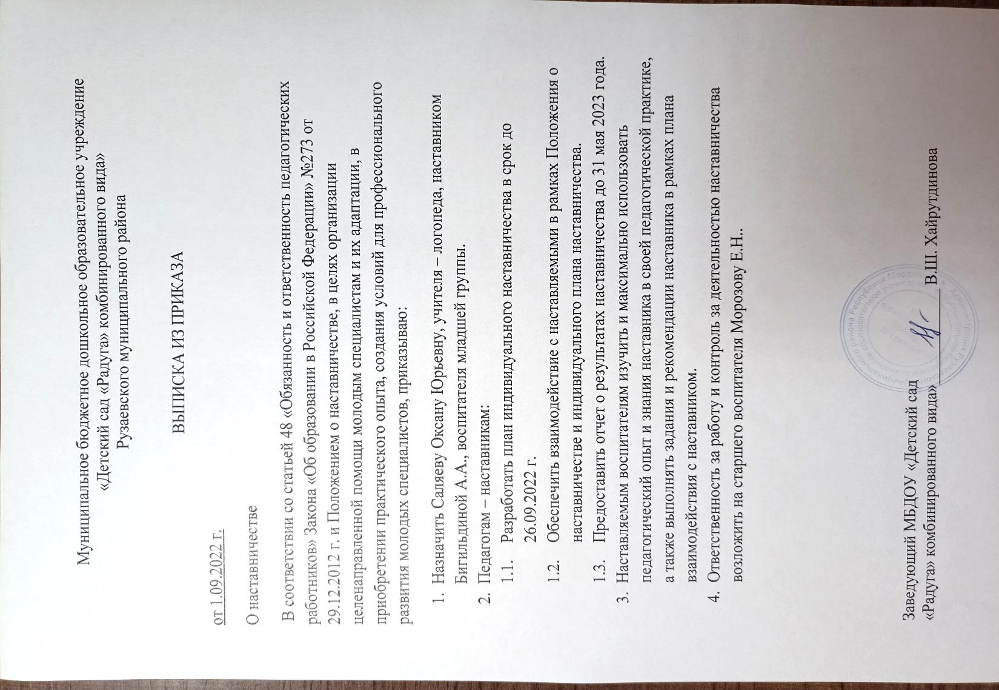 Муниципальное бюджетное дошкольное образовательное учреждение
«Детский сад «Радуга» комбинированного вида»
Рузаевского муниципального района
ВЫПИСКА ИЗ ПРИКАЗА
от 1.09.2022 г.
О наставничестве
В соответствии со статьей 48 «Обязанность и ответственность педагогических
работников» Закона «Об образовании в Российской Федерации» №273 от
29.12.2012 г. и Положением о наставничестве, в целях организации
целенаправленной помощи молодым специалистам и их адаптации, в
приобретении практического опыта, создания условий для профессионального
развития молодых специалистов, приказываю:
1. Назначить Саляеву Оксану Юрьевну, учителя – логопеда, наставником
Бигильдиной А.А., воспитателя младшей группы.
2. Педагогам – наставникам:
1.1. Разработать план индивидуального наставничества в срок до
26.09.2022 г.
1.2. Обеспечить взаимодействие с наставляемыми в рамках Положения о
наставничестве и индивидуального плана наставничества.
1.3. Предоставить отчет о результатах наставничества до 31 мая 2023 года.
3. Наставляемым воспитателям изучить и максимально использовать
педагогический опыт и знания наставника в своей педагогической практике,
а также выполнять задания и рекомендации наставника в рамках плана
взаимодействия с наставником.
4. Ответственность за работу и контроль за деятельностью наставничества
возложить на старшего воспитателя Морозову Е.Н..
Заведующий МБДОУ «Детский сад
«Радуга» комбинированного вида» В.Ш. Хайрутдинова